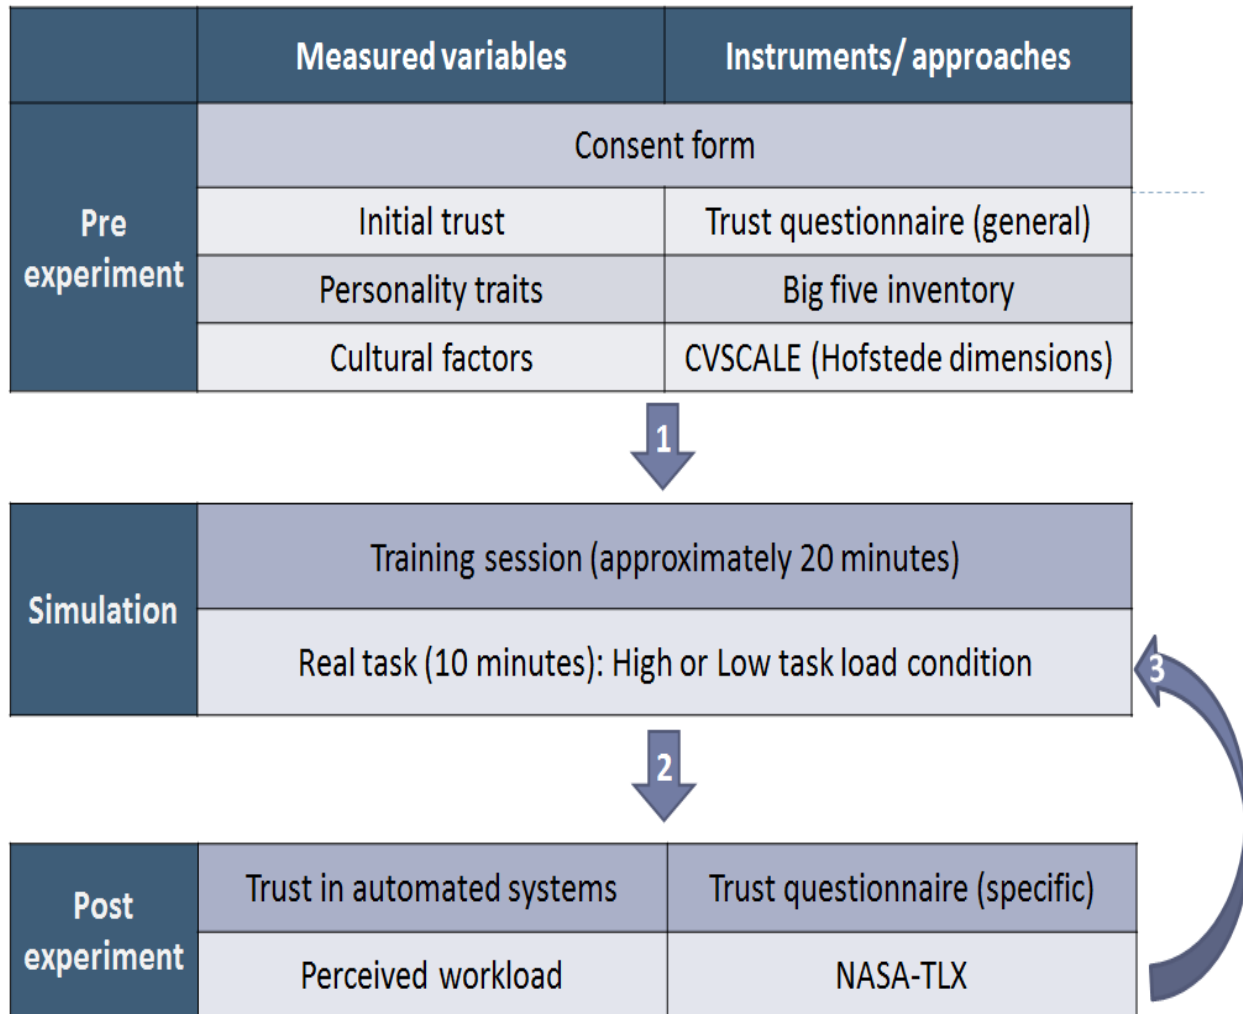 Measured variables Instruments/ approaches
Pre
experiment
Consent form
Initial trust Trust questionnaire (general)
Personality traits Big five inventory
Cultural factors CVSCALE (Hofstede dimensions)
1
Simulation
Training session (approximately 20 minutes)
Real task (10 minutes): High or Low task load condition
3
2
Post
experiment
Trust in automated systems Trust questionnaire (specific)
Perceived workload NASA-TLX